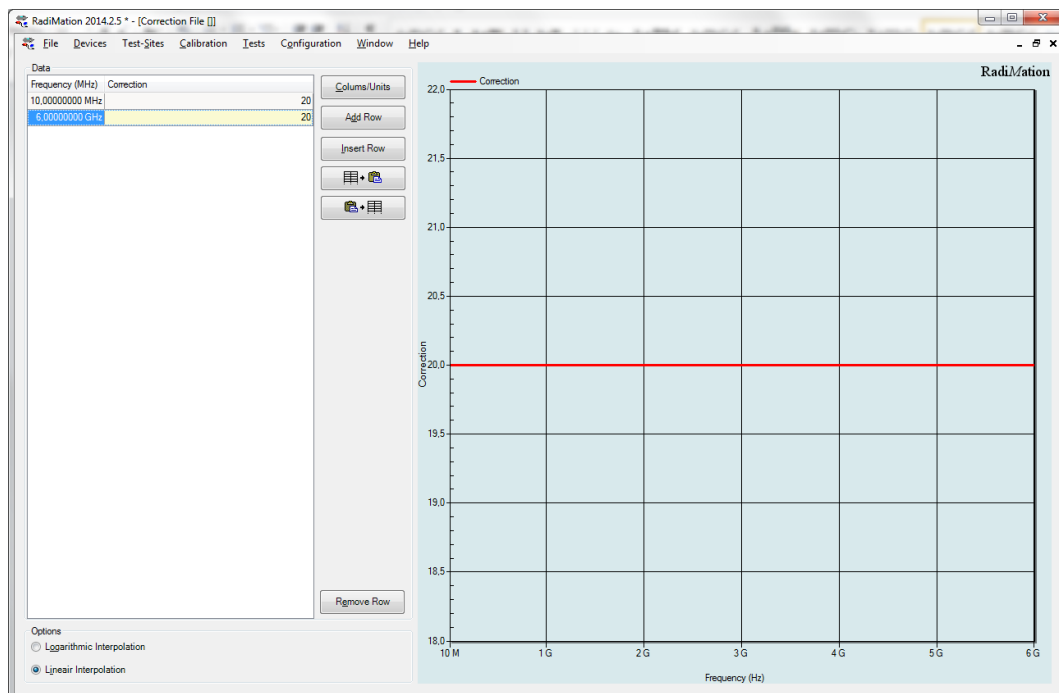 RadiMation 2014.2.5 * - [Correction File []]
File Devices Test-Sites Calibration Tests Configuration Window Help
Data
Frequency (MHz) Correction
10,00000000 MHz 20
6,00000000 GHz 20
Colums/Units
Add Row
Insert Row
Remove Row
Options
Logarithmic Interpolation
Lineair Interpolation
RadiMation
Correction
22,0
21,5
21,0
20,5
20,0
19,5
19,0
18,5
18,0
Correction
10 M 1 G 2 G 3 G 4 G 5 G 6 G
Frequency (Hz)